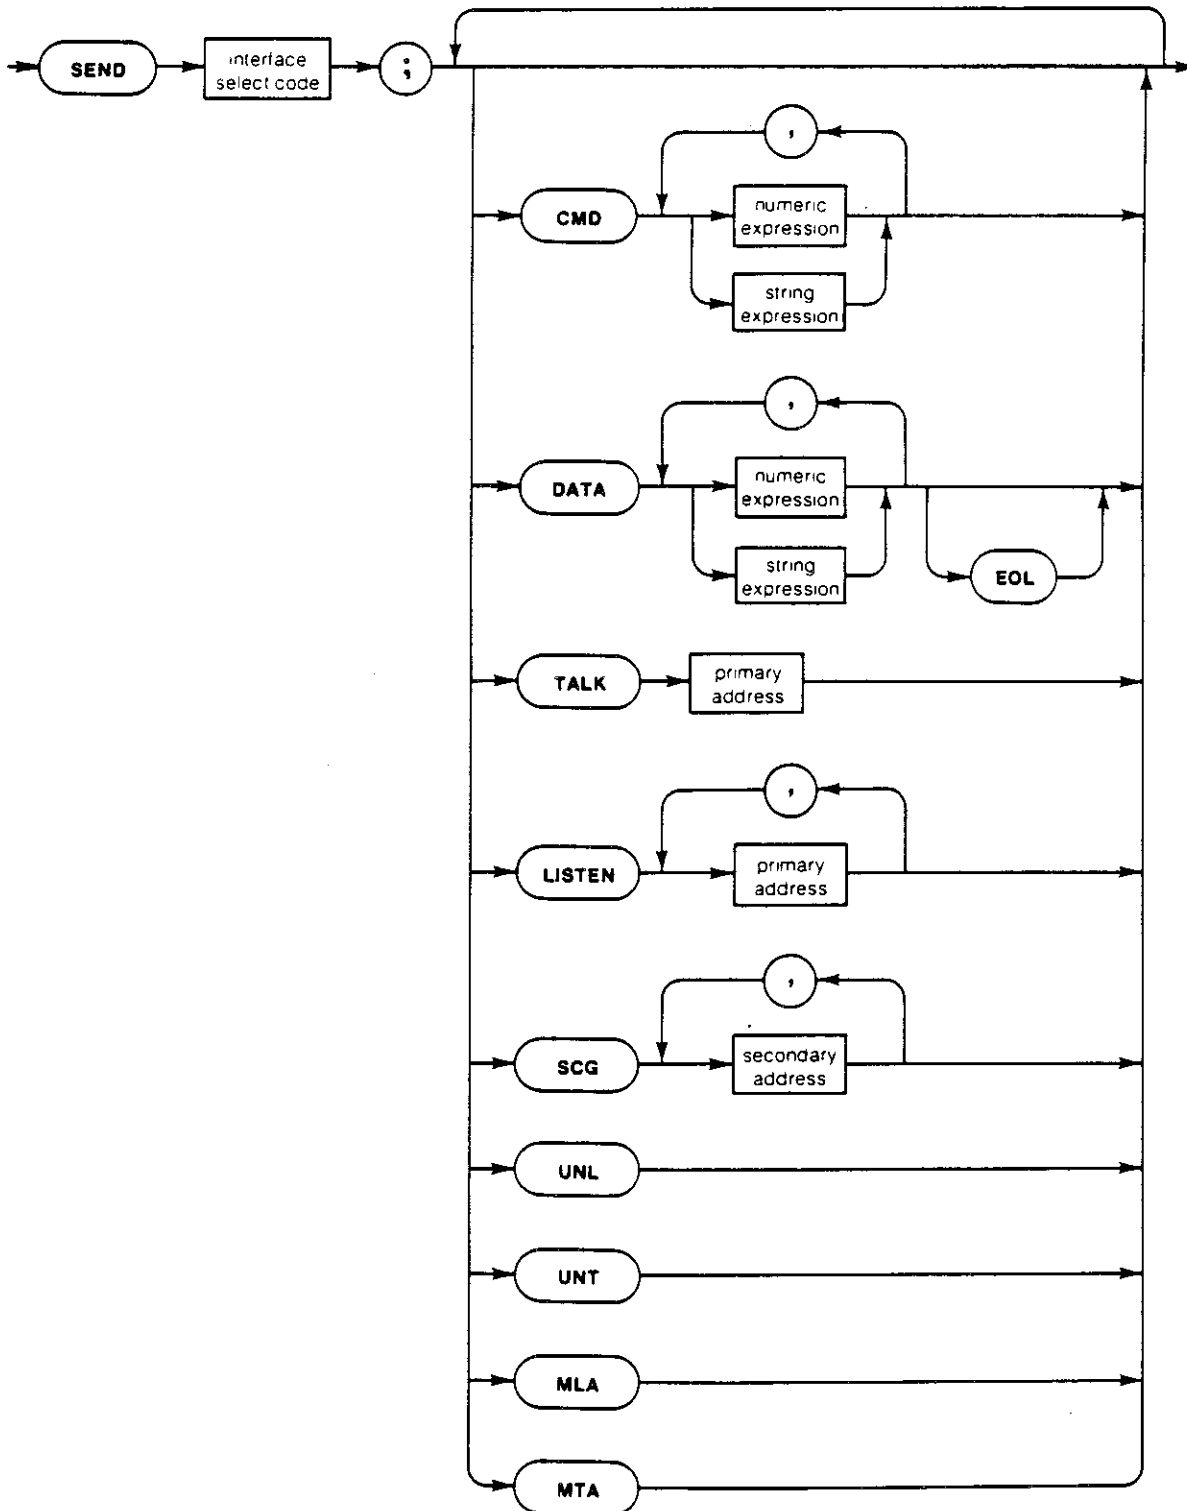 SEND
interface
select code
;
,
CMD
numeric
expression
string
expression
,
DATA
numeric
expression
string
expression
EOL
TALK
primary
address
,
LISTEN
primary
address
,
SCG
secondary
address
UNL
UNT
MLA
MTA